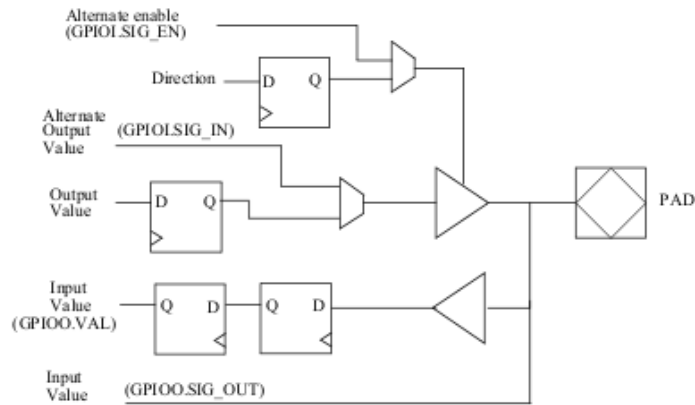 Alternate enable
(GPIOI.SIG_EN)
Direction
D Q
Alternate
Output
Value
(GPIOI.SIG_IN)
Output
Value
D Q
PAD
Input
Value
(GPIOO.VAL)
Q D
Q D
Input
Value
(GPIOO.SIG_OUT)